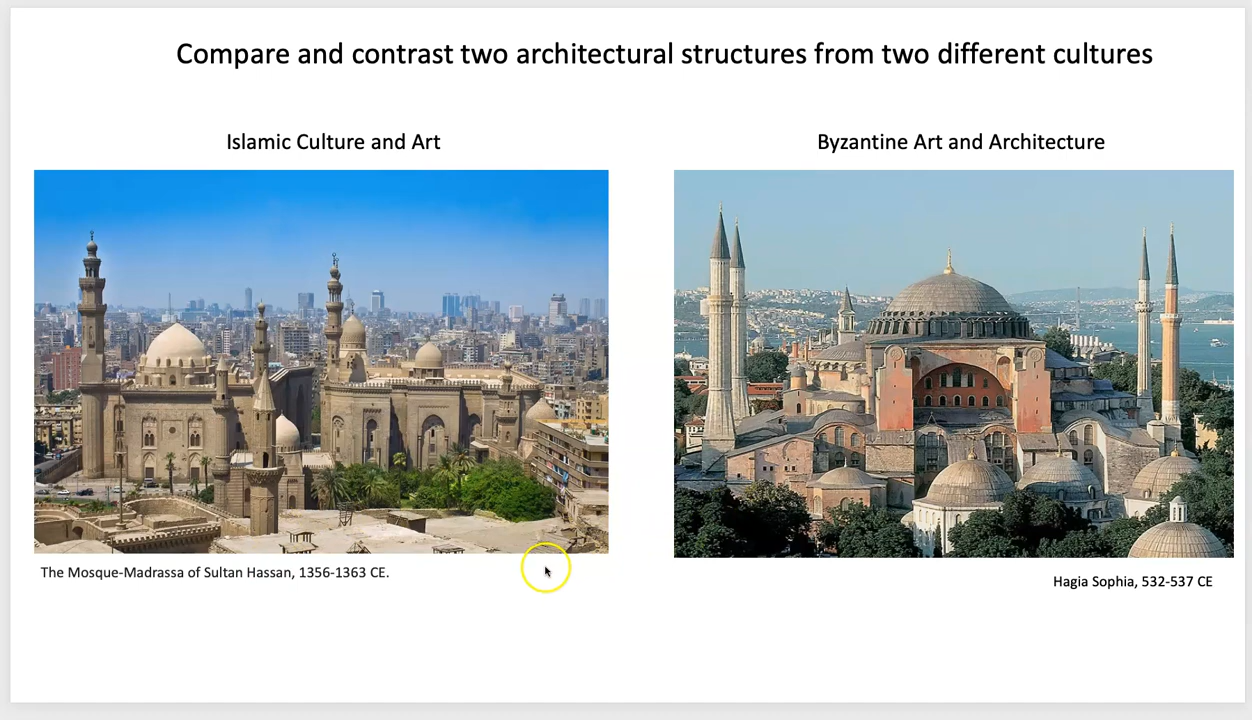 Compare and contrast two architectural structures from two different cultures
Islamic Culture and Art
Byzantine Art and Architecture
The Mosque-Madrassa of Sultan Hassan, 1356-1363 CE.
Hagia Sophia, 532-537 CE